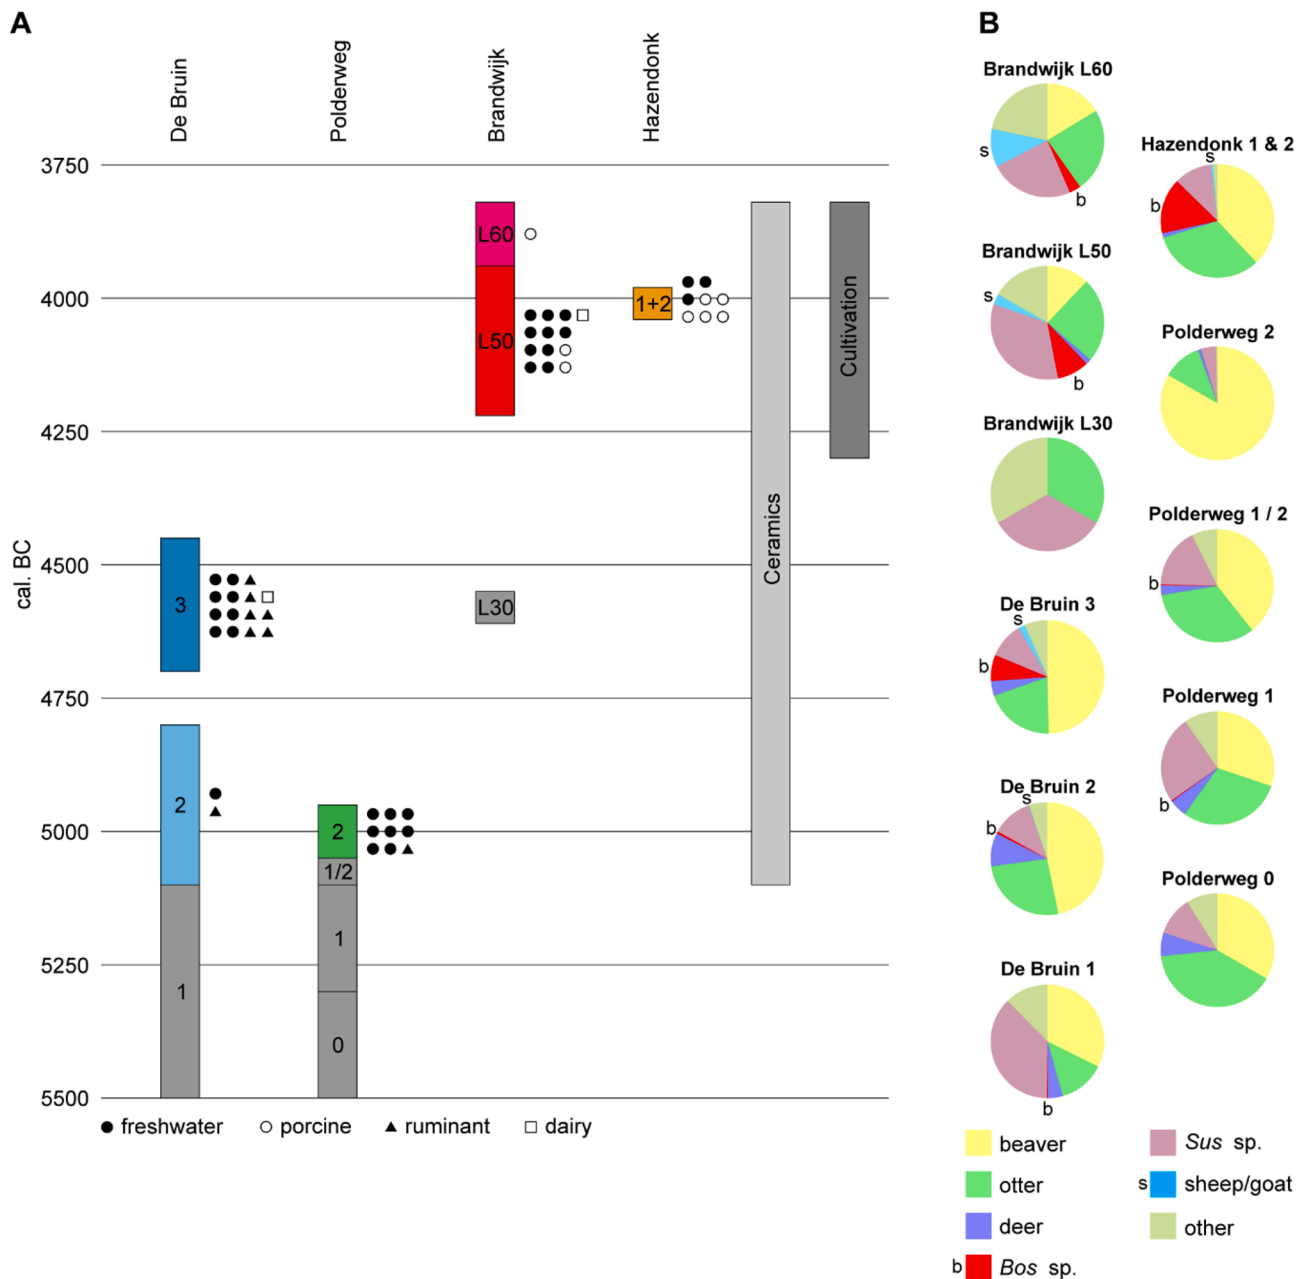 A
De Bruin
Polderweg
Brandwijk
Hazendonk
cal. BC
3750
4000
4250
4500
4750
5000
5250
5500
3
2
1
2
1/2
1
0
L60
L50
L30
1+2
Ceramics
Cultivation
freshwater
porcine
ruminant
dairy
B
Brandwijk L60
s
b
Hazendonk 1 & 2
s
b
Brandwijk L50
s
b
Polderweg 2
Brandwijk L30
Polderweg 1 / 2
b
De Bruin 3
s
b
Polderweg 1
b
De Bruin 2
s
b
Polderweg 0
De Bruin 1
b
beaver
otter
deer
b Bos sp.
Sus sp.
s sheep/goat
other